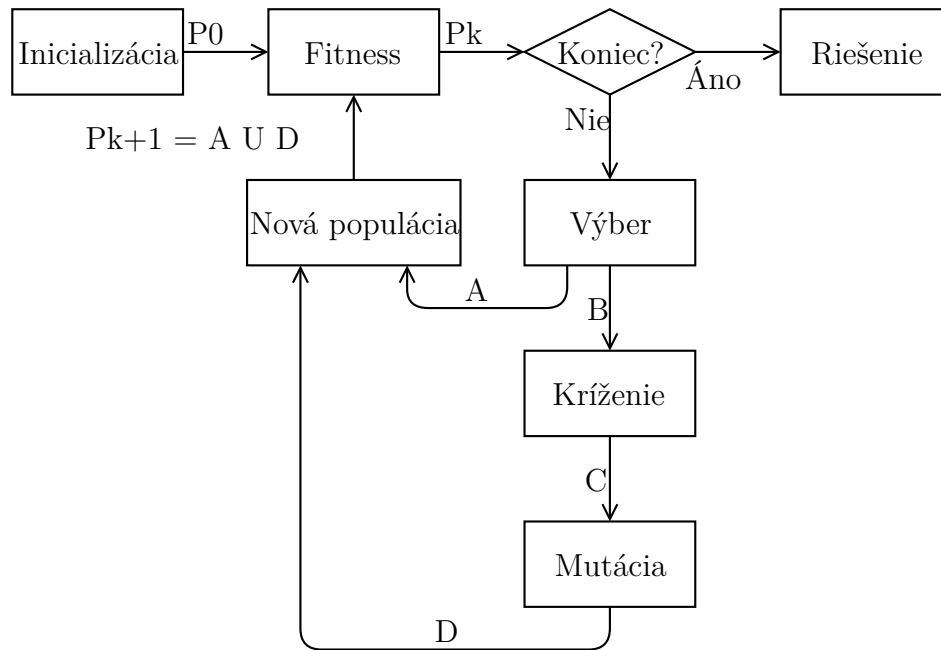 Inicializácia
P0
Fitness
Pk
Koniec?
Áno
Riešenie
Nie
Pk+1 = A U D
Nová populácia
Výber
A
B
Kríženie
C
Mutácia
D